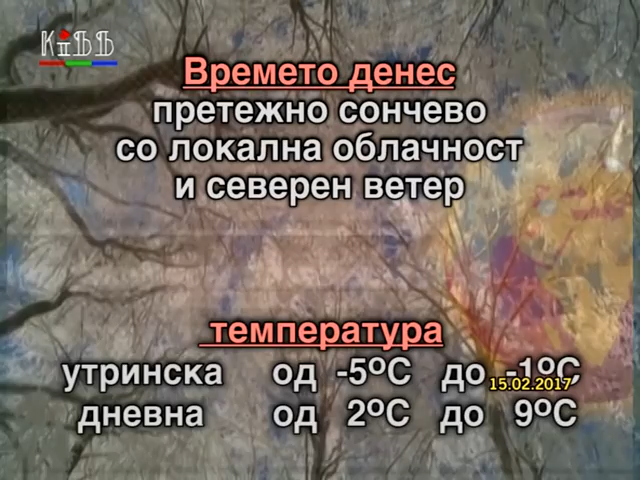 КiББ
Времето денес
претежно сончево
со локална облачност
и северен ветер
температура
утринска од -5ºC до -1ºC
15.02.2017
дневна од 2ºC до 9ºC